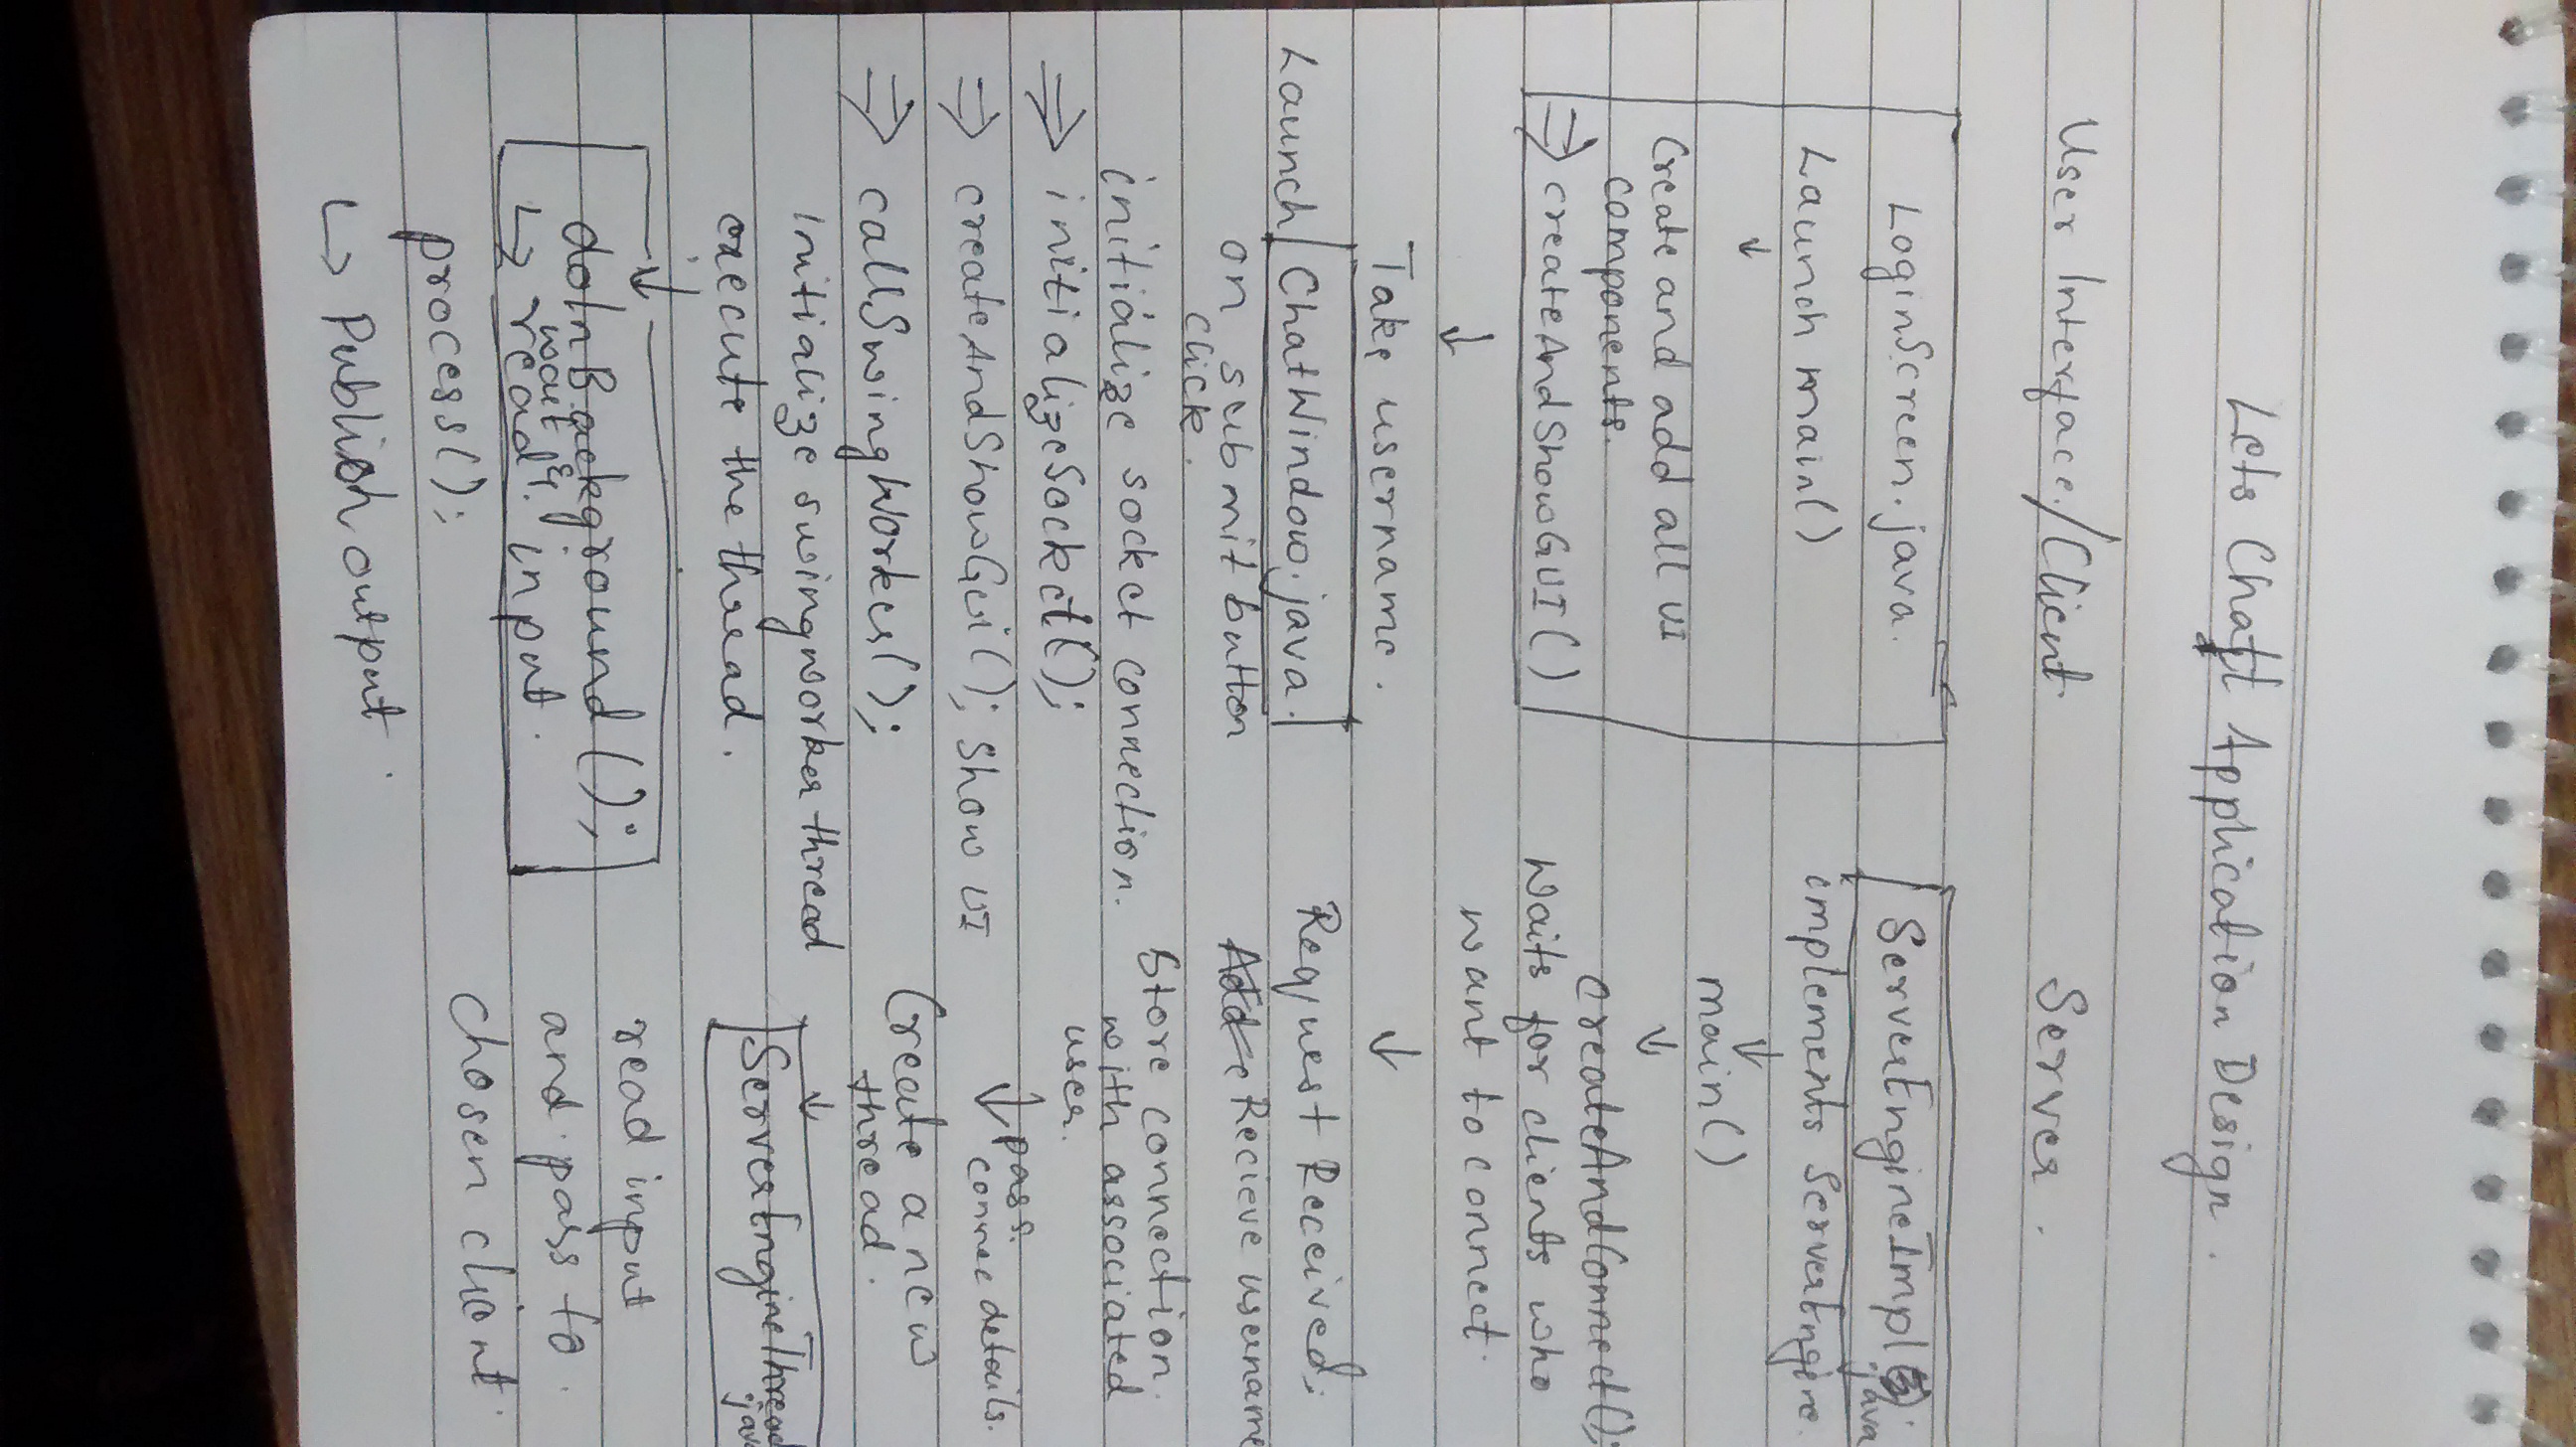 Lets Chat Application Design.
User Interface/Client
LoginScreen.java.
Launch main()
↓
Create and add all UI
components.
⇒ createAndShowGUI()
↓
Take username.
Launch ChatWindow.java.
on submit button
click.
initialize socket connection.
⇒ initializeSocket();
⇒ createAndShowGui(); Show UI
⇒ callSwingWorker();
Initialize swingworker thread
execute the thread.
↓
doInBackground();
wait &
↳ read input.
process();
↳ Publish output.
Server.
ServerEngineImpl
.java
implements ServerEngine.
↓
main()
↓
createAndConnect();
Waits for clients who
want to connect.
↓
Request Received;
Recieve username
Store connection.
with associated
user.
↓ pass
connec details.
Create a new
thread.
↓
ServerEngineThread
.java
read input
and pass to.
chosen client.